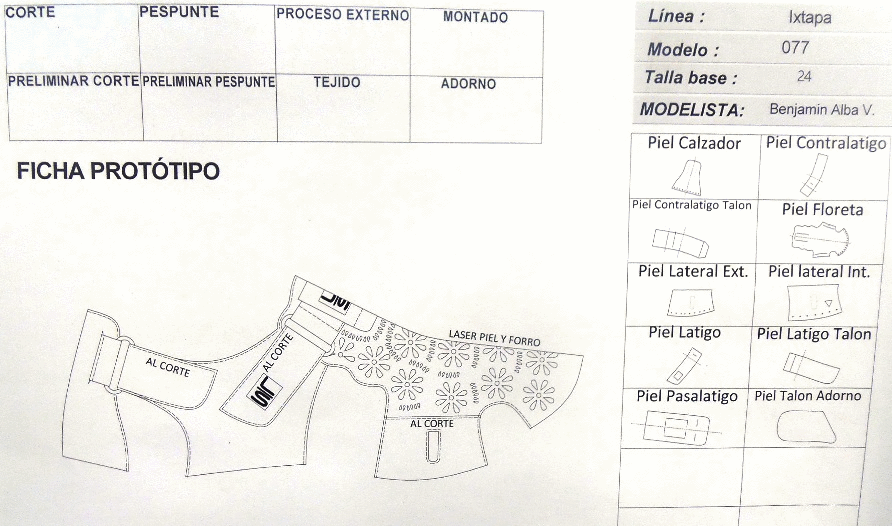 CORTE
PESPUNTE
PROCESO EXTERNO
MONTADO
PRELIMINAR CORTE
PRELIMINAR PESPUNTE
TEJIDO
ADORNO
FICHA PROTÓTIPO
Línea : Ixtapa
Modelo : 077
Talla base : 24
MODELISTA: Benjamin Alba V.
Piel Calzador
Piel Contralatigo
Piel Contralatigo Talon
Piel Floreta
Piel Lateral Ext.
Piel lateral Int.
Piel Latigo
Piel Latigo Talon
Piel Pasalatigo
Piel Talon Adorno
LASER PIEL Y FORRO
AL CORTE
AL CORTE
AL CORTE